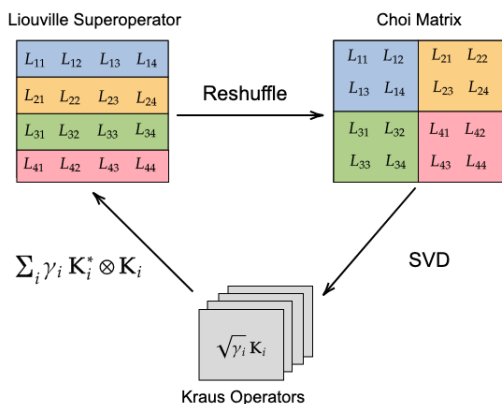 Liouville Superoperator
Choi Matrix
L₁₁ L₁₂ L₁₃ L₁₄
L₂₁ L₂₂ L₂₃ L₂₄
L₃₁ L₃₂ L₃₃ L₃₄
L₄₁ L₄₂ L₄₃ L₄₄
Reshuffle
L₁₁ L₁₂ L₂₁ L₂₂
L₁₃ L₁₄ L₂₃ L₂₄
L₃₁ L₃₂ L₄₁ L₄₂
L₃₃ L₃₄ L₄₃ L₄₄
∑ᵢ γᵢ Kᵢ* ⊗ Kᵢ
SVD
√γᵢ Kᵢ
Kraus Operators